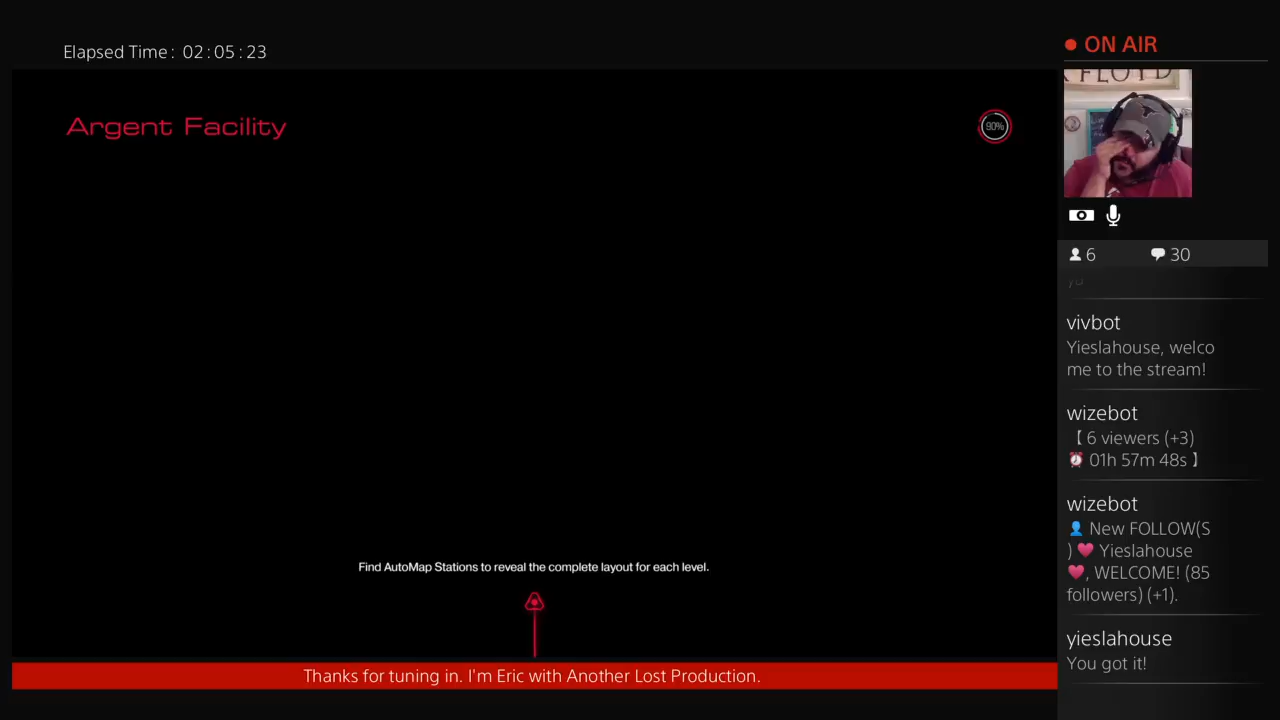 Elapsed Time: 02:05:23
ON AIR
FLOYD
Argent Facility
90%
6
30
vivbot
Yieslahouse, welco
me to the stream!
wizebot
【 6 viewers (+3)
⏰ 01h 57m 48s 】
wizebot
👤 New FOLLOW(S
) ❤ Yieslahouse
❤, WELCOME! (85
followers) (+1).
yieslahouse
You got it!
Find AutoMap Stations to reveal the complete layout for each level.
Thanks for tuning in. I'm Eric with Another Lost Production.